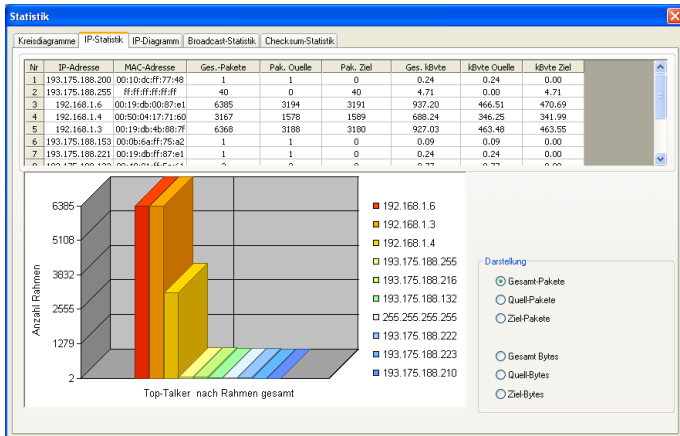 Statistik
Kreisdiagramme IP-Statistik IP-Diagramm Broadcast-Statistik Checksum-Statistik
Nr IP-Adresse MAC-Adresse Ges.-Pakete Pak. Quelle Pak. Ziel Ges. kByte kByte Quelle kByte Ziel
1 193.175.188.200 00:10:dc:ff:77:48 1 1 0 0.24 0.24 0.00
2 193.175.188.255 ff:ff:ff:ff:ff:ff 40 0 40 4.71 0.00 4.71
3 192.168.1.6 00:19:db:00:87:e1 6385 3194 3191 937.20 466.51 470.69
4 192.168.1.4 00:50:04:17:71:60 3167 1578 1589 688.24 346.25 341.99
5 192.168.1.3 00:19:db:4b:88:7f 6368 3188 3180 927.03 463.48 463.55
6 193.175.188.153 00:0b:6a:ff:75:a2 1 1 0 0.09 0.09 0.00
7 193.175.188.221 00:19:db:ff:87:e1 1 1 0 0.24 0.24 0.00
6385
5108
3832
2555
1279
2
Anzahl Rahmen
Top-Talker nach Rahmen gesamt
192.168.1.6
192.168.1.3
192.168.1.4
193.175.188.255
193.175.188.216
193.175.188.132
255.255.255.255
193.175.188.222
193.175.188.223
193.175.188.210
Darstellung
Gesamt-Pakete
Quell-Pakete
Ziel-Pakete
Gesamt Bytes
Quell-Bytes
Ziel-Bytes